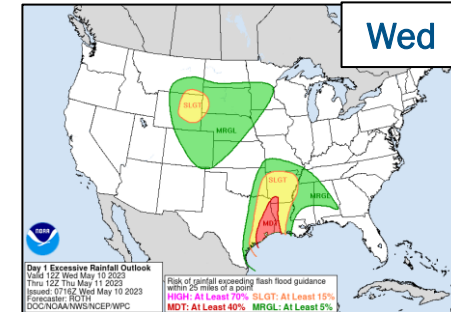 Wed
SLGT
MRGL
SLGT
MRGL
MDT
NOAA
Day 1 Excessive Rainfall Outlook
Valid 12Z Wed May 10 2023
Thru 12Z Thu May 11 2023
Issued: 0716Z Wed May 10 2023
Forecaster: ROTH
DOC/NOAA/NWS/NCEP/WPC
Risk of rainfall exceeding flash flood guidance
within 25 miles of a point
HIGH: At Least 70% SLGT: At Least 15%
MDT: At Least 40% MRGL: At Least 5%